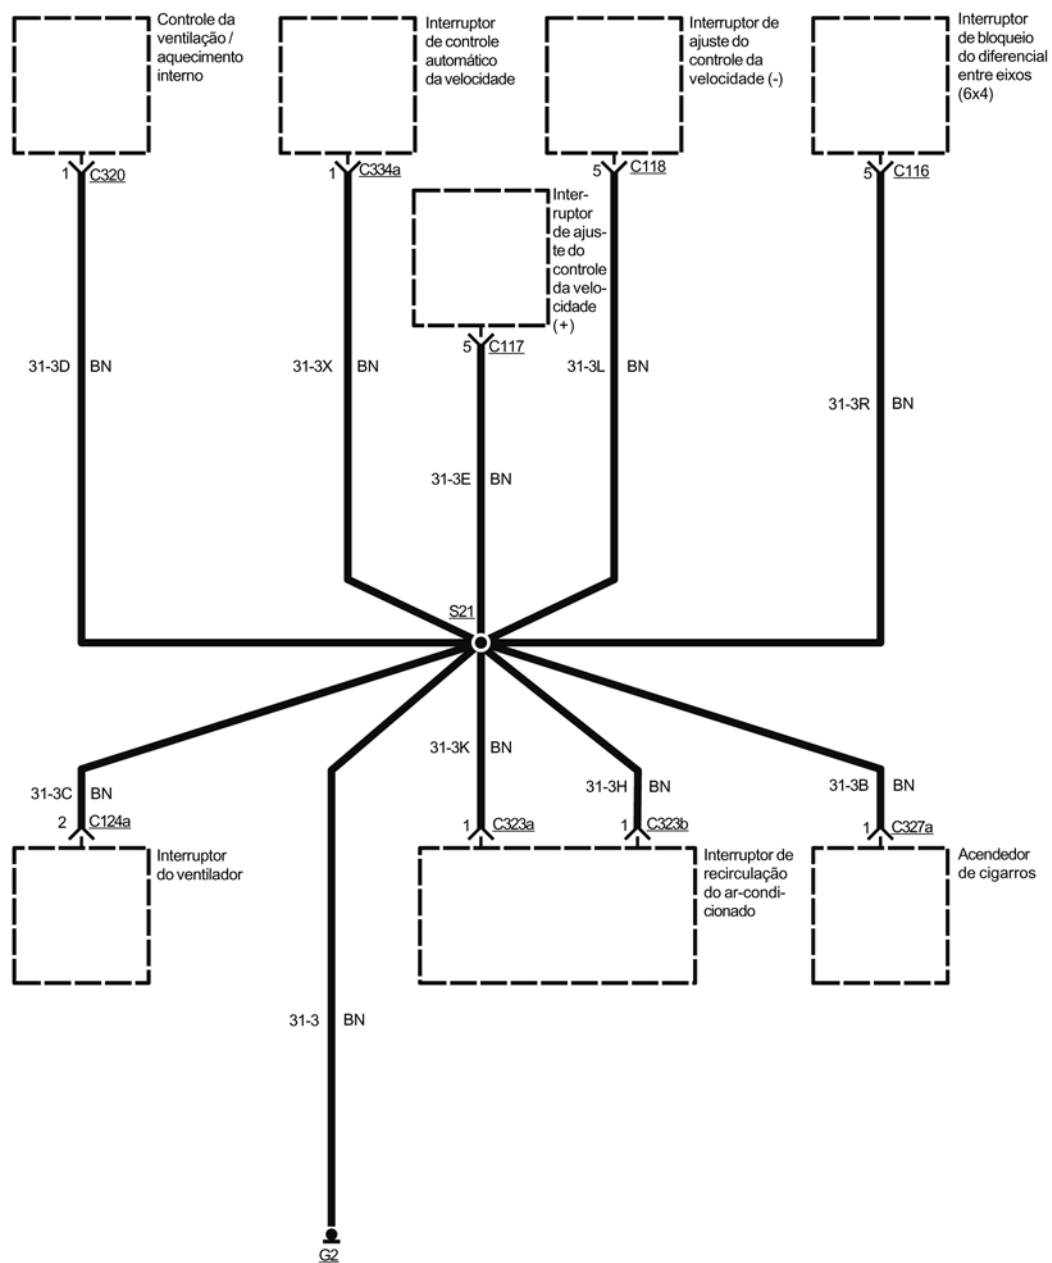 Controle da
ventilação /
aquecimento
interno
Interruptor
de controle
automático
da velocidade
Interruptor de
ajuste do
controle da
velocidade (-)
Interruptor
de bloqueio
do diferencial
entre eixos
(6x4)
1 C320
1 C334a
5 C118
5 C116
Inter-
ruptor
de ajus-
te do
controle
da velo-
cidade
(+)
5 C117
31-3D BN
31-3X BN
31-3L BN
31-3R BN
31-3E BN
S21
31-3K BN
31-3C BN
31-3H BN
31-3B BN
2 C124a
1 C323a
1 C323b
1 C327a
Interruptor
do ventilador
Interruptor de
recirculação
do ar-condi-
cionado
Acendedor
de cigarros
31-3 BN
G2